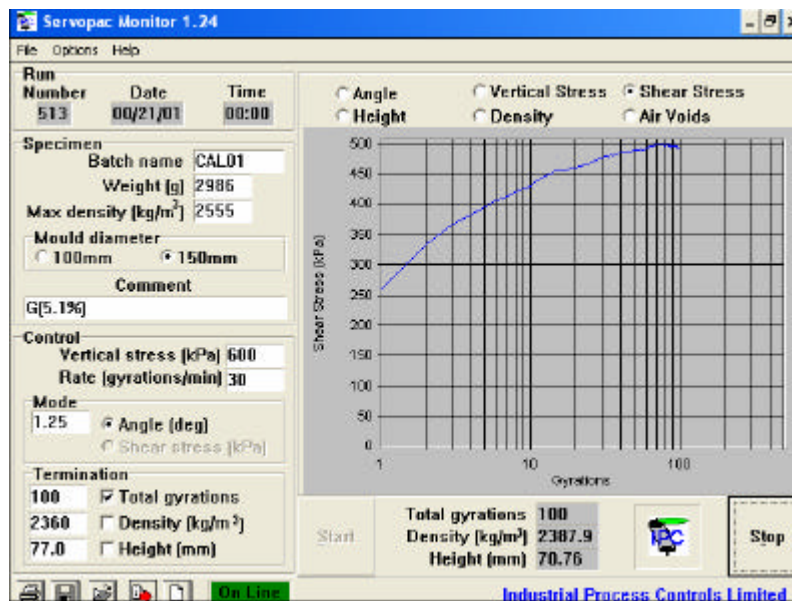 Servopac Monitor 1.24
File Options Help
Run
Number Date Time
513 00/21/01 00:00
Specimen
Batch name CAL01
Weight (g) 2986
Max density (kg/m³) 2555
Mould diameter
100mm 150mm
Comment
G(5.1%)
Control
Vertical stress (kPa) 600
Rate (gyrations/min) 30
Mode
1.25 Angle (deg)
Shear stress (kPa)
Termination
100 Total gyrations
2360 Density (kg/m³)
77.0 Height (mm)
On Line
Angle Vertical Stress Shear Stress
Height Density Air Voids
Shear Stress (kPa)
500
450
400
350
300
250
200
150
100
50
0
1 10 100
Gyrations
Start
Total gyrations 100
Density (kg/m³) 2387.9
Height (mm) 70.76
IPC
Stop
Industrial Process Controls Limited